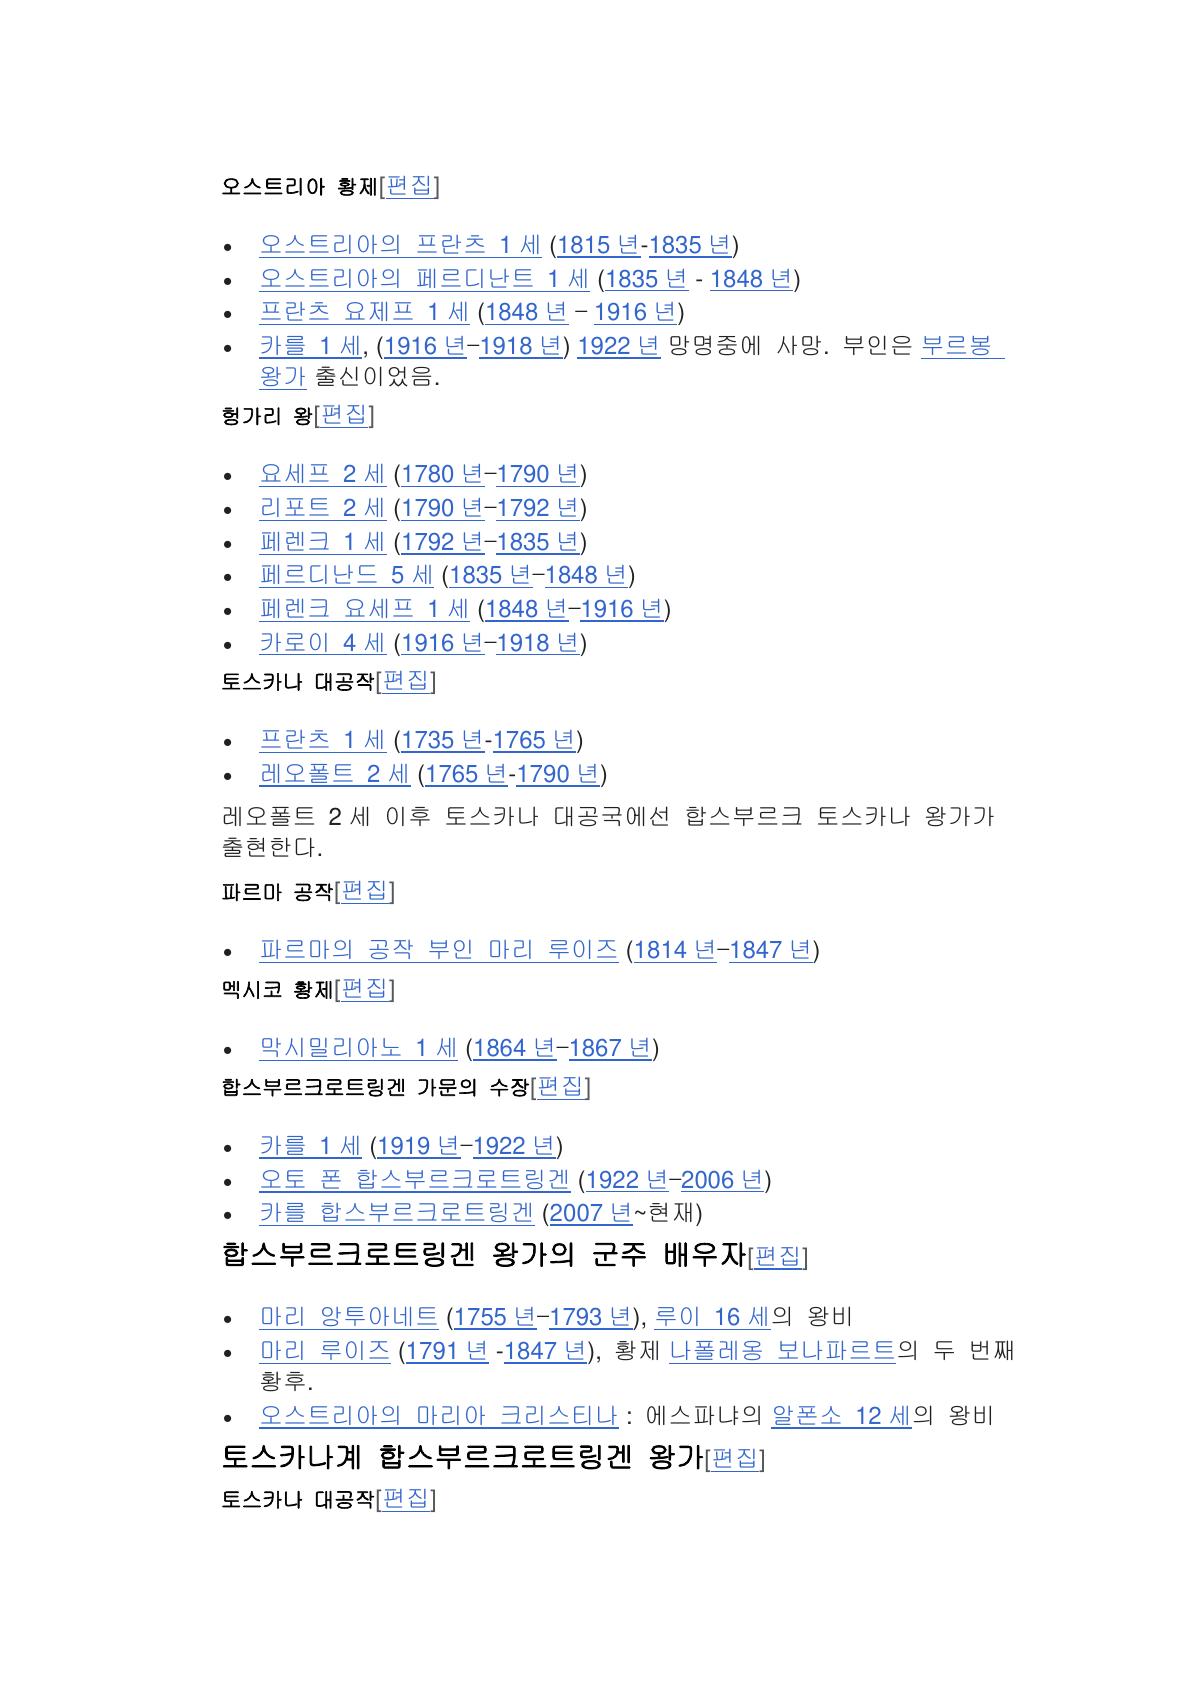 오스트리아 황제[편집]
• 오스트리아의 프란츠 1 세 (1815 년-1835 년)
• 오스트리아의 페르디난트 1 세 (1835 년 - 1848 년)
• 프란츠 요제프 1 세 (1848 년 – 1916 년)
• 카를 1 세, (1916 년–1918 년) 1922 년 망명중에 사망. 부인은 부르봉
왕가 출신이었음.
헝가리 왕[편집]
• 요세프 2 세 (1780 년–1790 년)
• 리포트 2 세 (1790 년–1792 년)
• 페렌크 1 세 (1792 년–1835 년)
• 페르디난드 5 세 (1835 년–1848 년)
• 페렌크 요세프 1 세 (1848 년–1916 년)
• 카로이 4 세 (1916 년–1918 년)
토스카나 대공작[편집]
• 프란츠 1 세 (1735 년-1765 년)
• 레오폴트 2 세 (1765 년-1790 년)
레오폴트 2 세 이후 토스카나 대공국에선 합스부르크 토스카나 왕가가
출현한다.
파르마 공작[편집]
• 파르마의 공작 부인 마리 루이즈 (1814 년–1847 년)
멕시코 황제[편집]
• 막시밀리아노 1 세 (1864 년–1867 년)
합스부르크로트링겐 가문의 수장[편집]
• 카를 1 세 (1919 년–1922 년)
• 오토 폰 합스부르크로트링겐 (1922 년–2006 년)
• 카를 합스부르크로트링겐 (2007 년~현재)
합스부르크로트링겐 왕가의 군주 배우자[편집]
• 마리 앙투아네트 (1755 년–1793 년), 루이 16 세의 왕비
• 마리 루이즈 (1791 년 -1847 년), 황제 나폴레옹 보나파르트의 두 번째
황후.
• 오스트리아의 마리아 크리스티나 : 에스파냐의 알폰소 12 세의 왕비
토스카나계 합스부르크로트링겐 왕가[편집]
토스카나 대공작[편집]